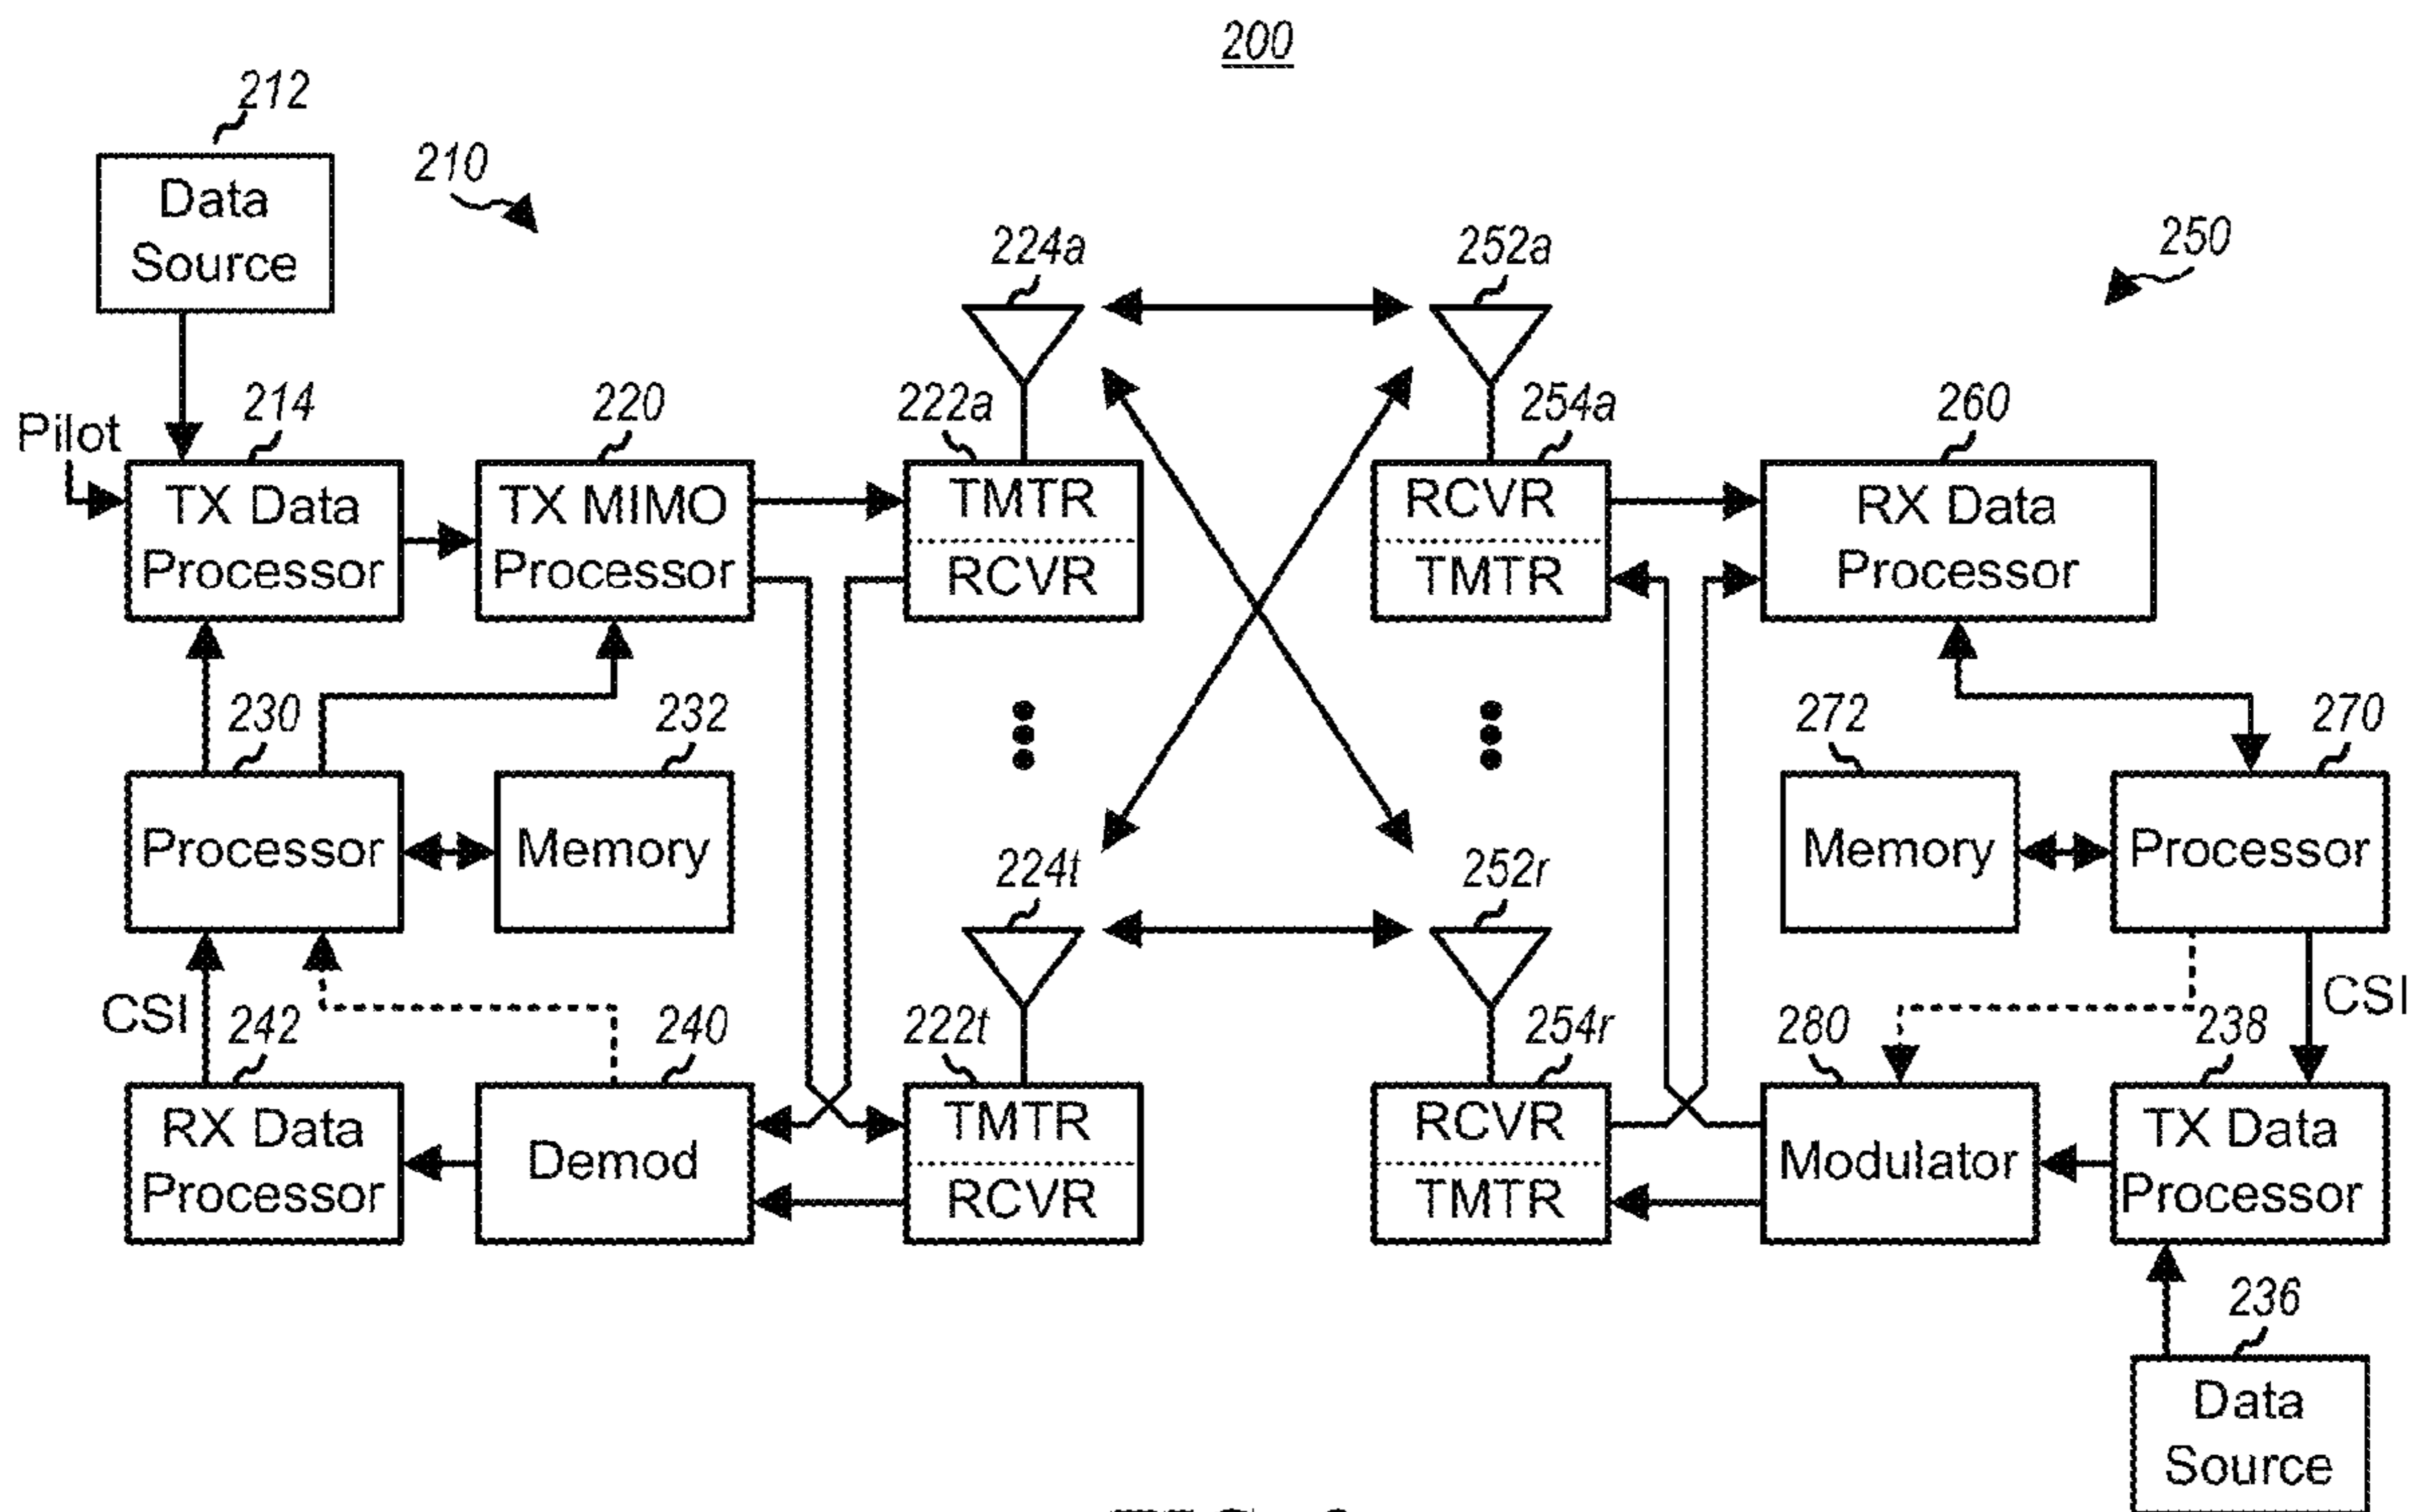 200
212
Data
Source
210
250
224a
252a
Pilot
214
220
222a
254a
260
TX Data
Processor
TX MIMO
Processor
TMTR
RCVR
RCVR
TMTR
RX Data
Processor
230
232
272
270
Processor
Memory
Memory
Processor
224t
252r
CSI
242
240
222t
254r
280
238
CSI
RX Data
Processor
Demod
TMTR
RCVR
RCVR
TMTR
Modulator
TX Data
Processor
236
Data
Source